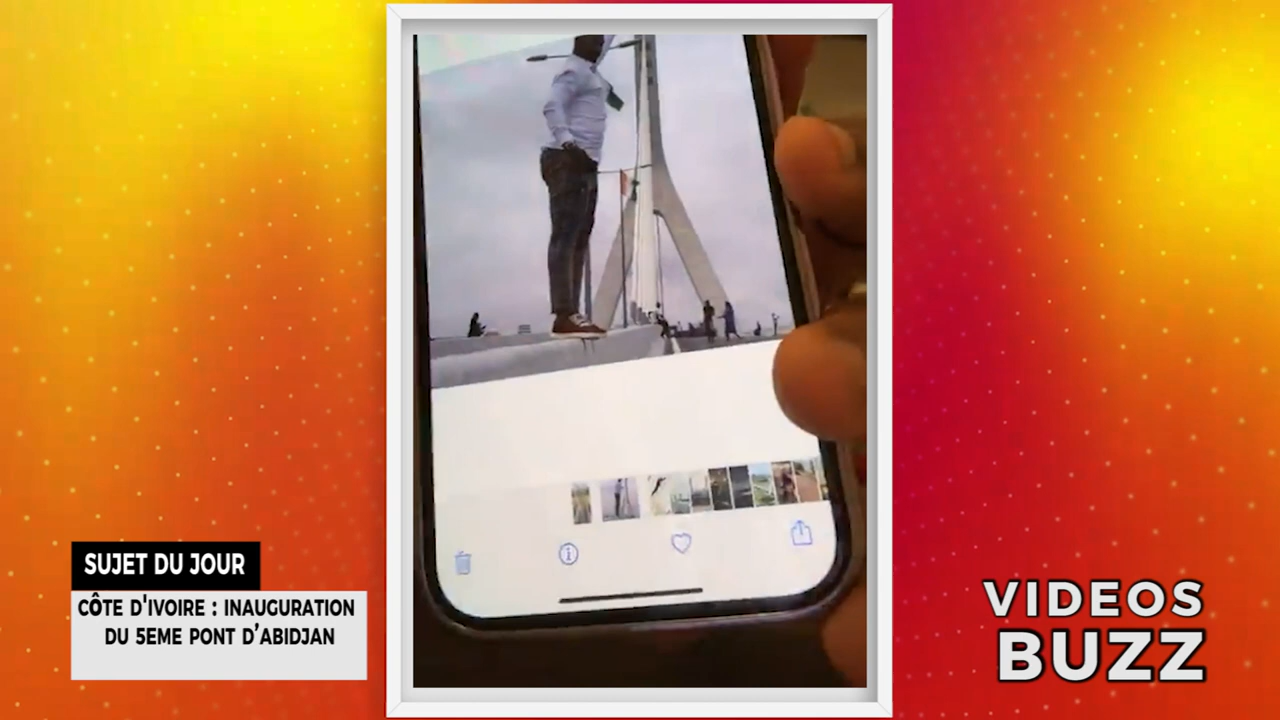 SUJET DU JOUR
CÔTE D'IVOIRE : INAUGURATION
DU 5EME PONT D'ABIDJAN
VIDEOS
BUZZ